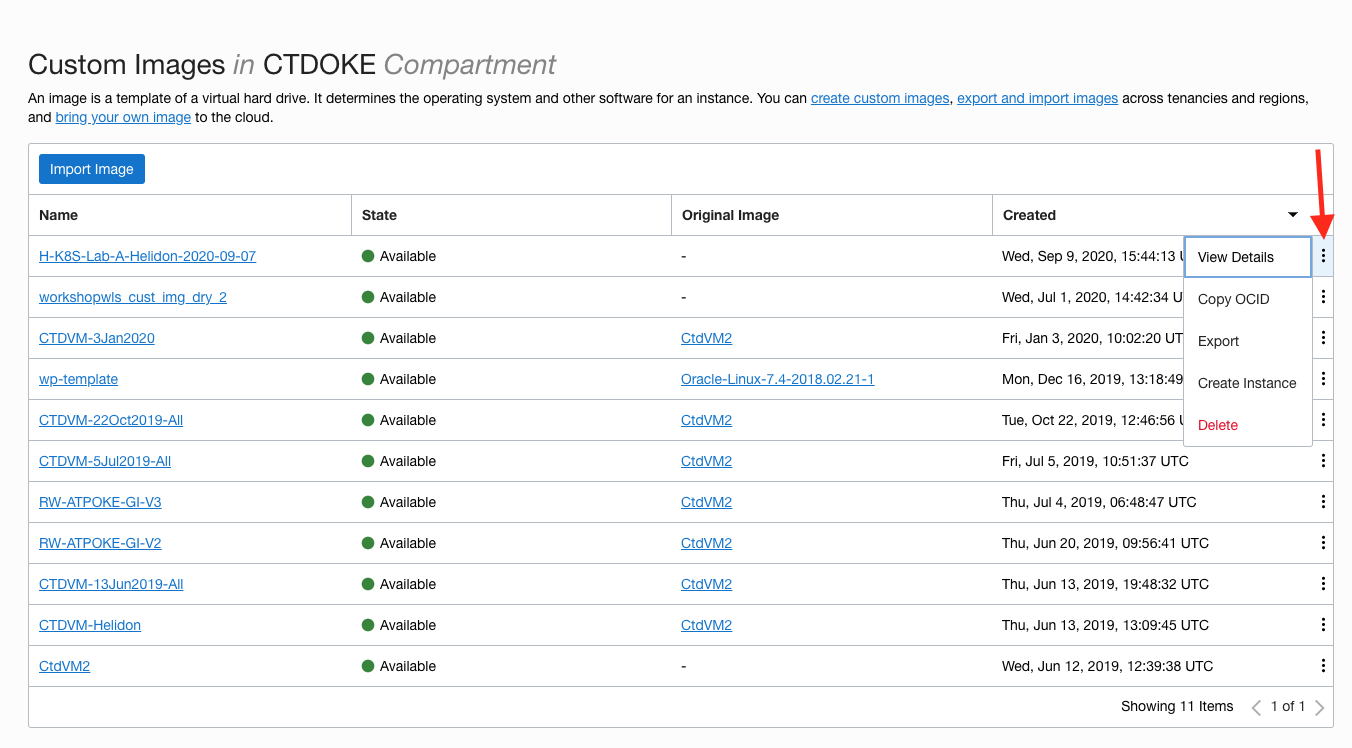 Custom Images in CTDOKE Compartment
An image is a template of a virtual hard drive. It determines the operating system and other software for an instance. You can create custom images, export and import images across tenancies and regions,
and bring your own image to the cloud.
Import Image
Name State Original Image Created
H-K8S-Lab-A-Helidon-2020-09-07 Available - Wed, Sep 9, 2020, 15:44:13 U
View Details
workshopwls_cust_img_dry_2 Available - Wed, Jul 1, 2020, 14:42:34 U
Copy OCID
CTDVM-3Jan2020 Available CtdVM2 Fri, Jan 3, 2020, 10:02:20 UT
Export
wp-template Available Oracle-Linux-7.4-2018.02.21-1 Mon, Dec 16, 2019, 13:18:49
Create Instance
CTDVM-22Oct2019-All Available CtdVM2 Tue, Oct 22, 2019, 12:46:56 U
Delete
CTDVM-5Jul2019-All Available CtdVM2 Fri, Jul 5, 2019, 10:51:37 UTC
RW-ATPOKE-GI-V3 Available CtdVM2 Thu, Jul 4, 2019, 06:48:47 UTC
RW-ATPOKE-GI-V2 Available CtdVM2 Thu, Jun 20, 2019, 09:56:41 UTC
CTDVM-13Jun2019-All Available CtdVM2 Thu, Jun 13, 2019, 19:48:32 UTC
CTDVM-Helidon Available CtdVM2 Thu, Jun 13, 2019, 13:09:45 UTC
CtdVM2 Available - Wed, Jun 12, 2019, 12:39:38 UTC
Showing 11 Items 1 of 1